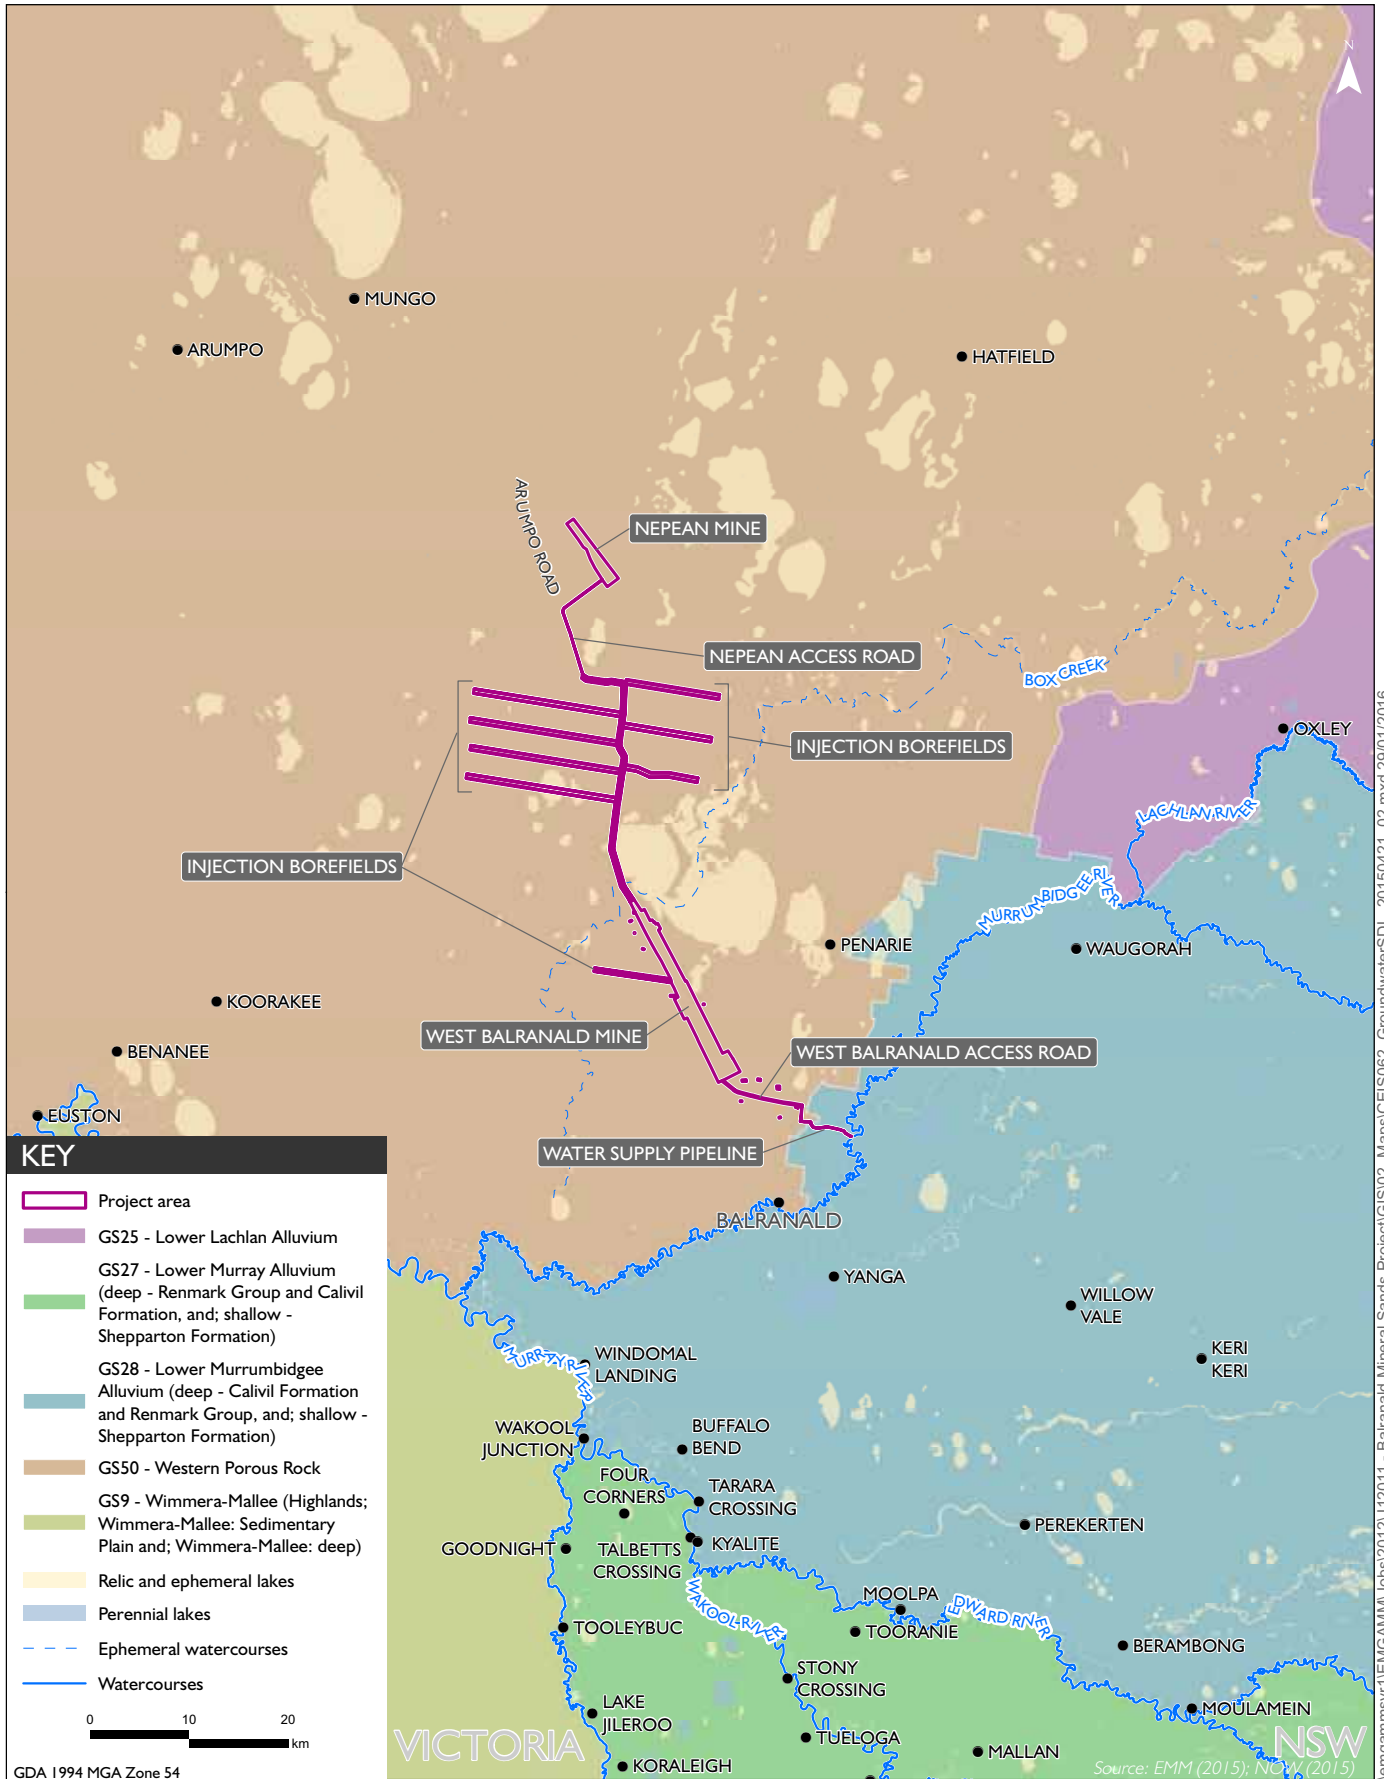 N
MUNGO
ARUMPO
HATFIELD
ARUMPO ROAD
NEPEAN MINE
NEPEAN ACCESS ROAD
BOX CREEK
OXLEY
INJECTION BOREFIELDS
LACHLAN RIVER
INJECTION BOREFIELDS
MURRUMBIDGEE RIVER
PENARIE
WAUGORAH
KOORAKEE
WEST BALRANALD MINE
BENANEE
WEST BALRANALD ACCESS ROAD
EUSTON
WATER SUPPLY PIPELINE
BALRANALD
YANGA
WILLOW
VALE
KERI
KERI
MURRAY RIVER
WINDOMAL
LANDING
WAKOOL
JUNCTION
BUFFALO
BEND
FOUR
CORNERS
TARARA
CROSSING
PEREKERTEN
GOODNIGHT
TALBETTS
CROSSING
KYALITE
WAKOOL RIVER
MOOLPA
EDWARD RIVER
TOOLEYBUC
TOORANIE
BERAMBONG
STONY
CROSSING
LAKE
JILEROO
MOULAMEIN
TUELOGA
MALLAN
KORALEIGH
VICTORIA
NSW
Source: EMM (2015); NOW (2015)
KEY
Project area
GS25 - Lower Lachlan Alluvium
GS27 - Lower Murray Alluvium
(deep - Renmark Group and Calivil
Formation, and; shallow -
Shepparton Formation)
GS28 - Lower Murrumbidgee
Alluvium (deep - Calivil Formation
and Renmark Group, and; shallow -
Shepparton Formation)
GS50 - Western Porous Rock
GS9 - Wimmera-Mallee (Highlands;
Wimmera-Mallee: Sedimentary
Plain and; Wimmera-Mallee: deep)
Relic and ephemeral lakes
Perennial lakes
Ephemeral watercourses
Watercourses
0 10 20
km
GDA 1994 MGA Zone 54